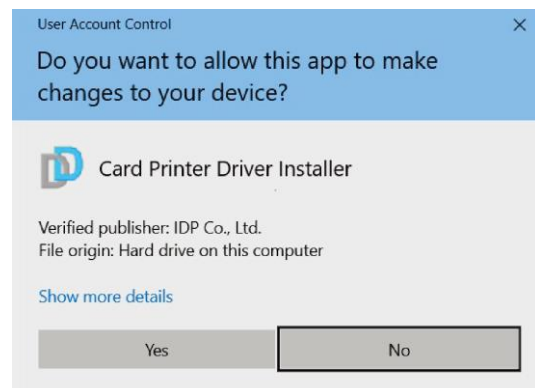 User Account Control
Do you want to allow this app to make
changes to your device?
Card Printer Driver Installer
Verified publisher: IDP Co., Ltd.
File origin: Hard drive on this computer
Show more details
Yes
No